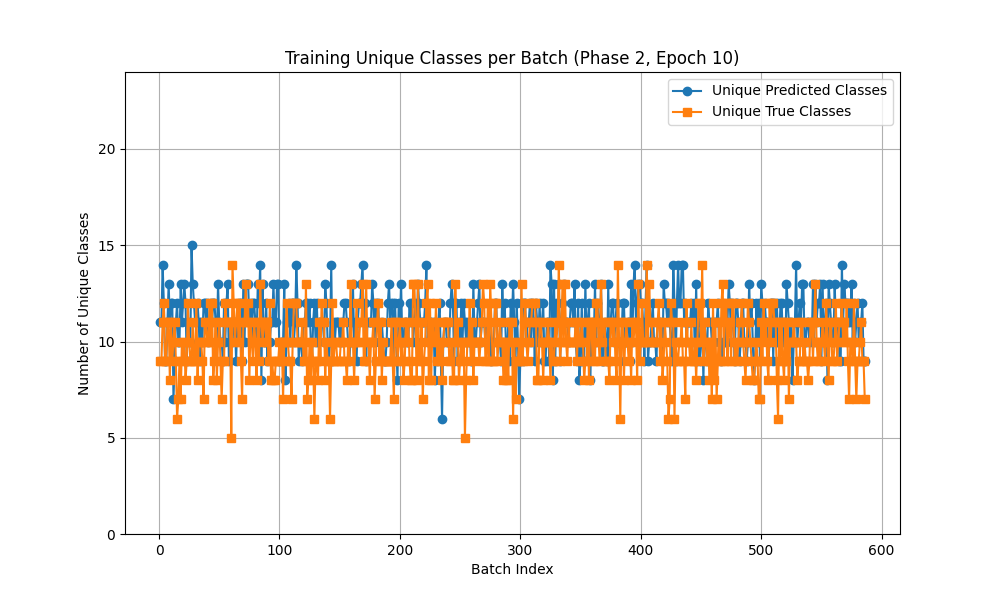 Training Unique Classes per Batch (Phase 2, Epoch 10)
Unique Predicted Classes
Unique True Classes
Number of Unique Classes
20
15
10
5
0
0 100 200 300 400 500 600
Batch Index